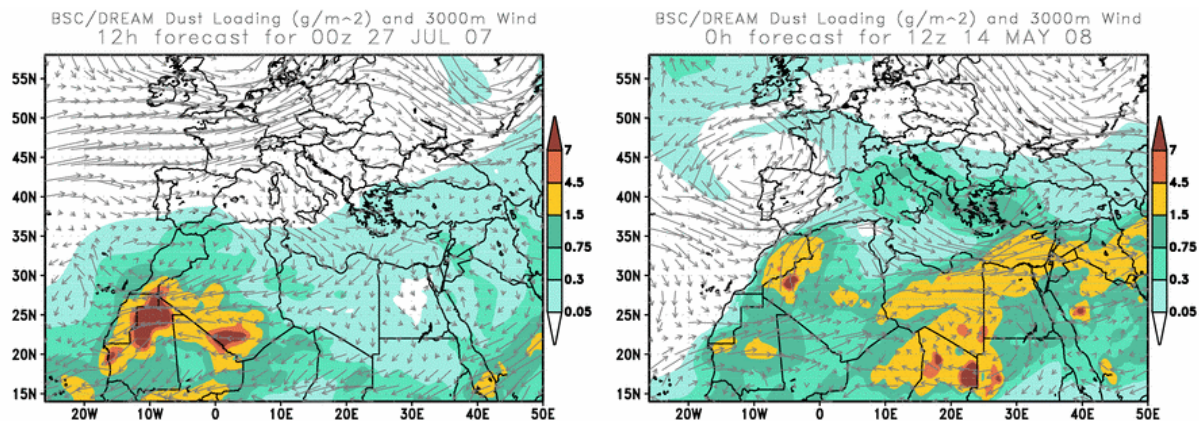 BSC/DREAM Dust Loading (g/m^2) and 3000m Wind
12h forecast for 00z 27 JUL 07
55N
50N
45N
40N
35N
30N
25N
20N
15N
20W
10W
0
10E
20E
30E
40E
50E
7
4.5
1.5
0.75
0.3
0.05
BSC/DREAM Dust Loading (g/m^2) and 3000m Wind
0h forecast for 12z 14 MAY 08
55N
50N
45N
40N
35N
30N
25N
20N
15N
20W
10W
0
10E
20E
30E
40E
50E
7
4.5
1.5
0.75
0.3
0.05